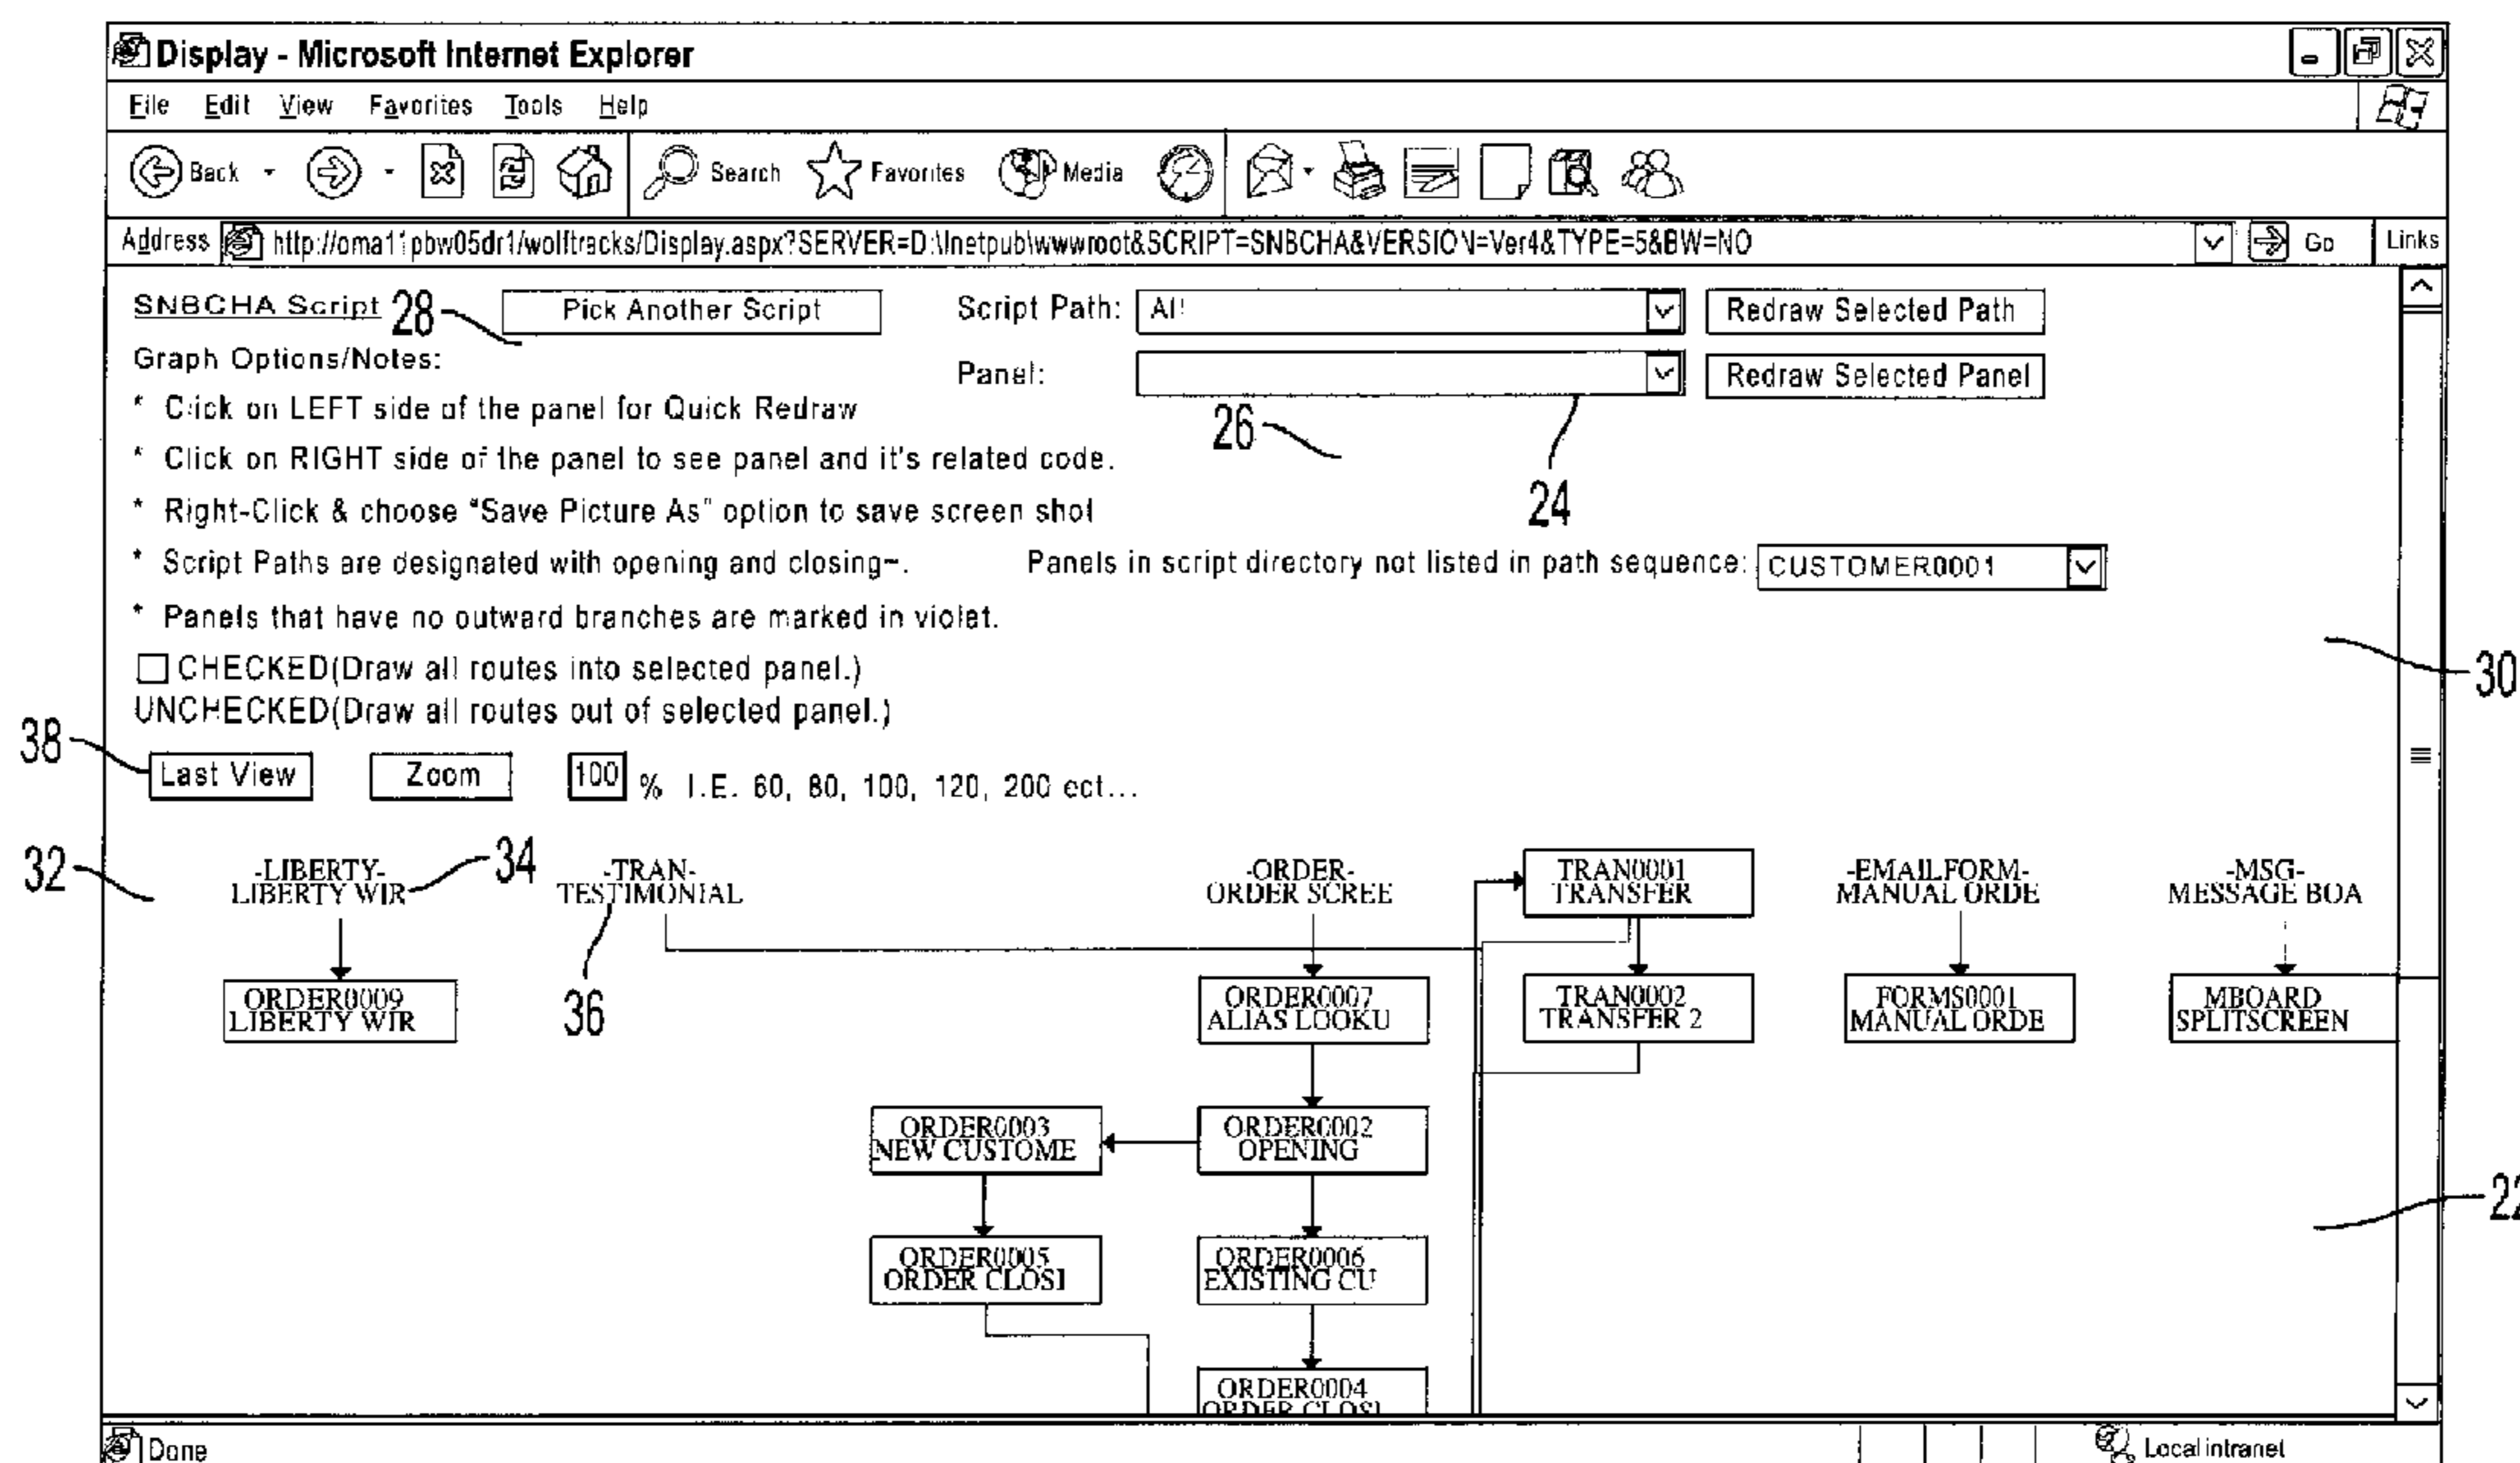 Display - Microsoft Internet Explorer
File Edit View Favorites Tools Help
Back Search Favorites Media
Address http://oma11pbw05dr1/wolftracks/Display.aspx?SERVER=D:\Inetpub\wwwroot&SCRIPT=SNBCHA&VERSION=Ver4&TYPE=5&BW=NO Go Links
SNBCHA Script 28 Pick Another Script Script Path: All Redraw Selected Path
Graph Options/Notes: Panel: Redraw Selected Panel
* Click on LEFT side of the panel for Quick Redraw
26
* Click on RIGHT side of the panel to see panel and it's related code.
24
* Right-Click & choose "Save Picture As" option to save screen shot
* Script Paths are designated with opening and closing~. Panels in script directory not listed in path sequence: CUSTOMER0001
* Panels that have no outward branches are marked in violet.
CHECKED(Draw all routes into selected panel.)
30
UNCHECKED(Draw all routes out of selected panel.)
38
Last View Zoom 100 % I.E. 60, 80, 100, 120, 200 ect...
32
-LIBERTY-
LIBERTY WIR
34
-TRAN-
TESTIMONIAL
36
-ORDER-
ORDER SCREE
TRAN0001
TRANSFER
-EMAILFORM-
MANUAL ORDE
-MSG-
MESSAGE BOA
ORDER0009
LIBERTY WIR
ORDER0007
ALIAS LOOKU
TRAN0002
TRANSFER 2
FORMS0001
MANUAL ORDE
MBOARD
SPLITSCREEN
ORDER0003
NEW CUSTOME
ORDER0002
OPENING
22
ORDER0005
ORDER CLOSI
ORDER0006
EXISTING CU
ORDER0004
ORDER CLOSI
Done Local intranet